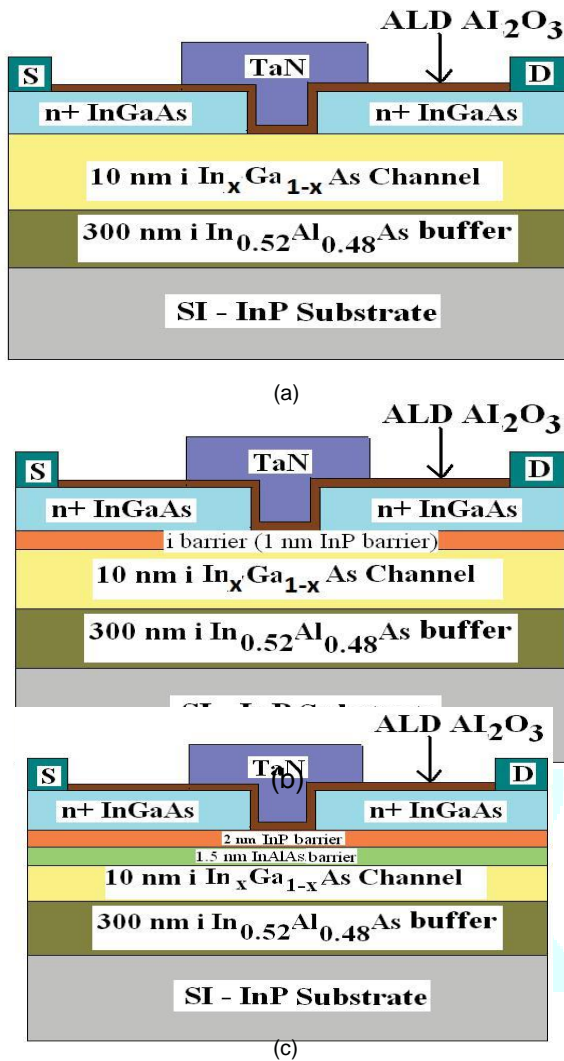 ALD Al₂O₃
S TaN D
n+ InGaAs n+ InGaAs
10 nm i InₓGa₁₋ₓAs Channel
300 nm i In₀.₅₂Al₀.₄₈As buffer
SI - InP Substrate
(a)
ALD Al₂O₃
S TaN D
n+ InGaAs n+ InGaAs
i barrier (1 nm InP barrier)
10 nm i InₓGa₁₋ₓAs Channel
300 nm i In₀.₅₂Al₀.₄₈As buffer
SI - InP Substrate
ALD Al₂O₃
S TaN D
(b)
n+ InGaAs n+ InGaAs
2 nm InP barrier
1.5 nm InAlAs barrier
10 nm i InₓGa₁₋ₓAs Channel
300 nm i In₀.₅₂Al₀.₄₈As buffer
SI - InP Substrate
(c)